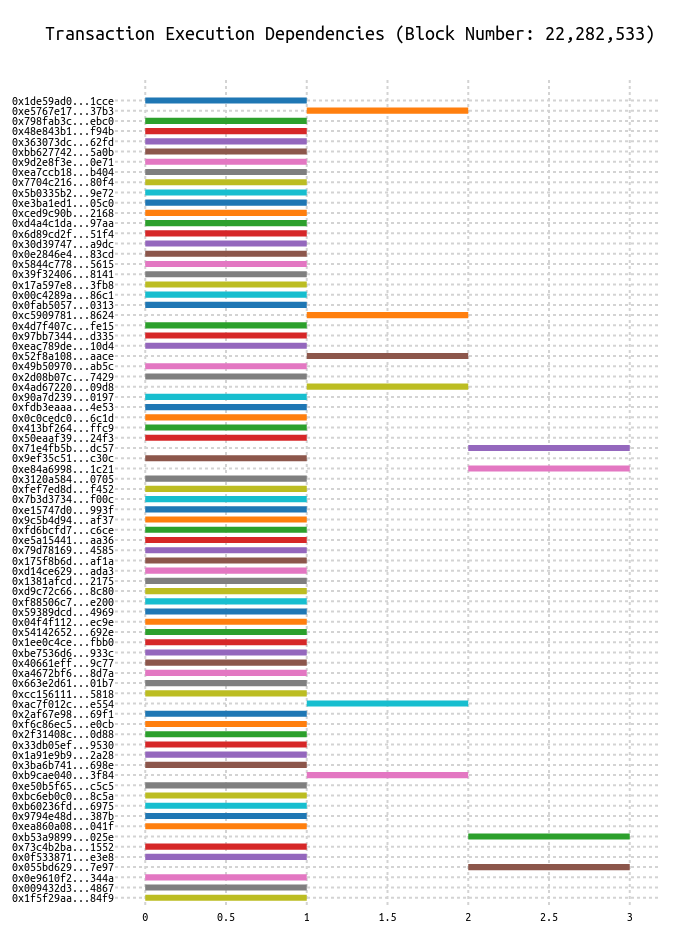 Transaction Execution Dependencies (Block Number: 22,282,533)
0x1de59ad0...1cce
0xe5767e17...37b3
0x798fab3c...ebc0
0x48e843b1...f94b
0x363073dc...62fd
0xbb627742...5a0b
0x9d2e8f3e...0e71
0xea7ccb18...b404
0x7704c216...80f4
0x5b0335b2...9e72
0xe3ba1ed1...05c0
0xced9c90b...2168
0xd4a4c1da...97aa
0x6d89cd2f...51f4
0x30d39747...a9dc
0x0e2846e4...83cd
0x5844c778...5615
0x39f32406...8141
0x17a597e8...3fb8
0x00c4289a...86c1
0x0fab5057...0313
0xc5909781...8624
0x4d7f407c...fe15
0x97bb7344...d335
0xeac789de...10d4
0x52f8a108...aace
0x49b50970...ab5c
0x2d08b07c...7429
0x4ad67220...09d8
0x90a7d239...0197
0xfdb3eaaa...4e53
0x0c0cedc0...6c1d
0x413bf264...ffc9
0x50eaaf39...24f3
0x71e4fb5b...dc57
0x9ef35c51...c30c
0xe84a6998...1c21
0x3120a584...0705
0xfef7ed8d...f452
0x7b3d3734...f00c
0xe15747d0...993f
0x9c5b4d94...af37
0xfd6bcfd7...c6ce
0xe5a15441...aa36
0x79d78169...4585
0x175f8b6d...af1a
0xd14ce629...ada3
0x1381afcd...2175
0xd9c72c66...8c80
0xf88506c7...e200
0x59389dcd...4969
0x04f4f112...ec9e
0x54142652...692e
0x1ee0c4ce...fbb0
0xbe7536d6...933c
0x40661eff...9c77
0xa4672bf6...8d7a
0x663e2d61...01b7
0xcc156111...5818
0xac7f012c...e554
0x2af67e98...69f1
0xf6c86ec5...e0cb
0x2f31408c...0d88
0x33db05ef...9530
0x1a91e9b9...2a28
0x3ba6b741...698e
0xb9cae040...3f84
0xe50b5f65...c5c5
0xbc6eb0c0...8c5a
0xb60236fd...6975
0x9794e48d...387b
0xea860a08...041f
0xb53a9899...025e
0x73c4b2ba...1552
0x0f533871...e3e8
0x055bd629...7e97
0x0e9610f2...344a
0x009432d3...4867
0x1f5f29aa...84f9
0 0.5 1 1.5 2 2.5 3